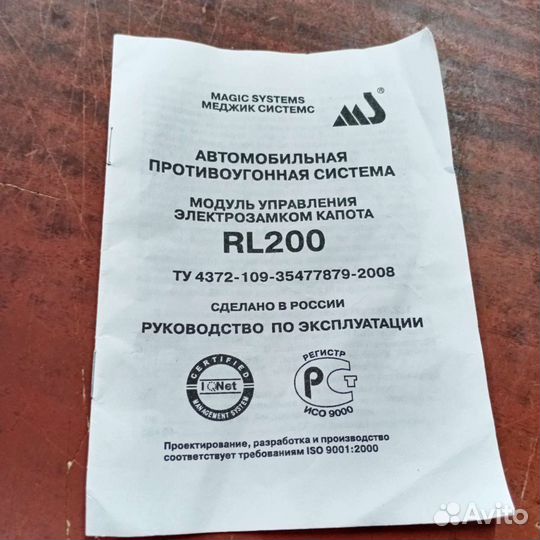 MAGIC SYSTEMS
МЕДЖИК СИСТЕМС
MS®
АВТОМОБИЛЬНАЯ
ПРОТИВОУГОННАЯ СИСТЕМА
МОДУЛЬ УПРАВЛЕНИЯ
ЭЛЕКТРОЗАМКОМ КАПОТА
RL200
ТУ 4372-109-35477879-2008
СДЕЛАНО В РОССИИ
РУКОВОДСТВО ПО ЭКСПЛУАТАЦИИ
CERTIFIED
IQNet
MANAGEMENT SYSTEM
РЕГИСТР
РСТ
ИСО 9000
Проектирование, разработка и производство
соответствует требованиям ISO 9001:2000
Avito